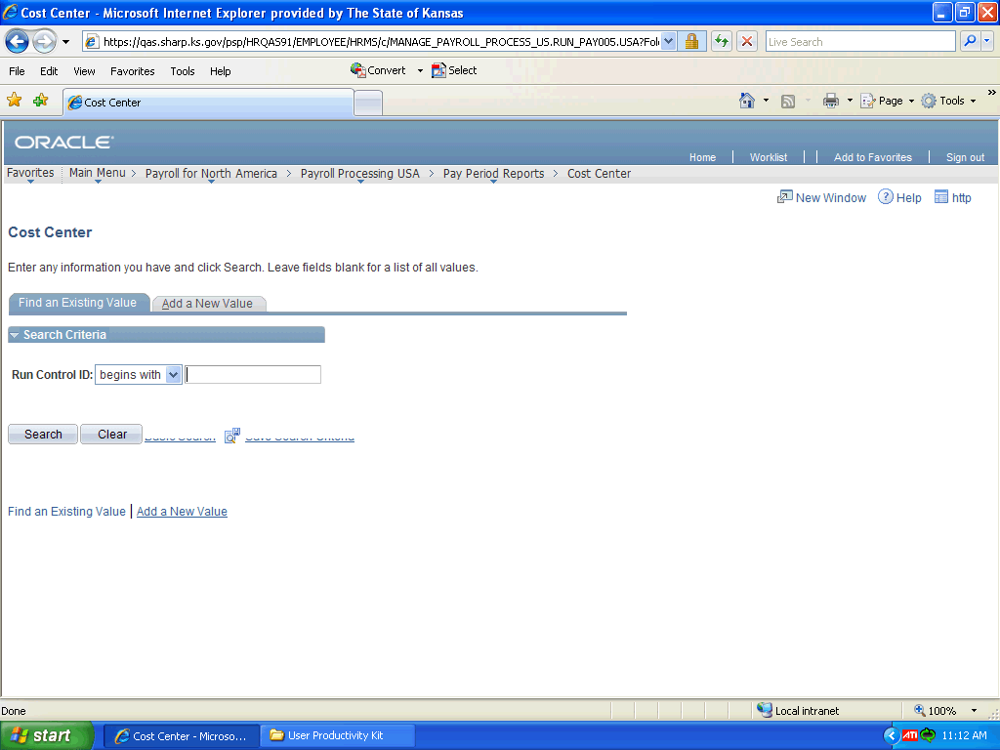 Cost Center - Microsoft Internet Explorer provided by The State of Kansas
https://qas.sharp.ks.gov/psp/HRQAS91/EMPLOYEE/HRMS/c/MANAGE_PAYROLL_PROCESS_US.RUN_PAY005.USA?Fol
Live Search
File Edit View Favorites Tools Help Convert Select
Cost Center Page Tools
ORACLE
Home Worklist Add to Favorites Sign out
Favorites Main Menu > Payroll for North America > Payroll Processing USA > Pay Period Reports > Cost Center
New Window Help http
Cost Center
Enter any information you have and click Search. Leave fields blank for a list of all values.
Find an Existing Value Add a New Value
Search Criteria
Run Control ID: begins with
Search Clear Basic Search Save Search Criteria
Find an Existing Value | Add a New Value
Done Local intranet 100%
start Cost Center - Microso... User Productivity Kit ATI 11:12 AM